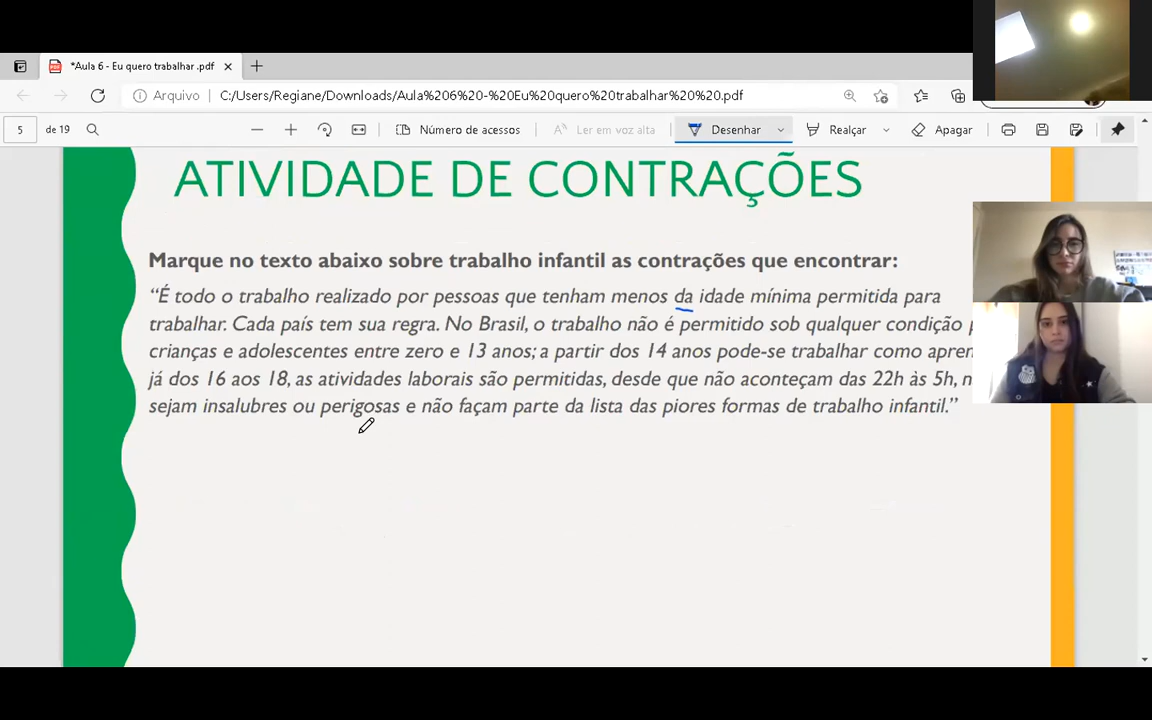 *Aula 6 - Eu quero trabalhar .pdf
Arquivo
C:/Users/Regiane/Downloads/Aula%206%20-%20Eu%20quero%20trabalhar%20%20.pdf
5
de 19
Número de acessos
Ler em voz alta
Desenhar
Realçar
Apagar
ATIVIDADE DE CONTRAÇÕES
Marque no texto abaixo sobre trabalho infantil as contrações que encontrar:
“É todo o trabalho realizado por pessoas que tenham menos da idade mínima permitida para
trabalhar. Cada país tem sua regra. No Brasil, o trabalho não é permitido sob qualquer condição
crianças e adolescentes entre zero e 13 anos; a partir dos 14 anos pode-se trabalhar como apren
já dos 16 aos 18, as atividades laborais são permitidas, desde que não aconteçam das 22h às 5h,
sejam insalubres ou perigosas e não façam parte da lista das piores formas de trabalho infantil.”